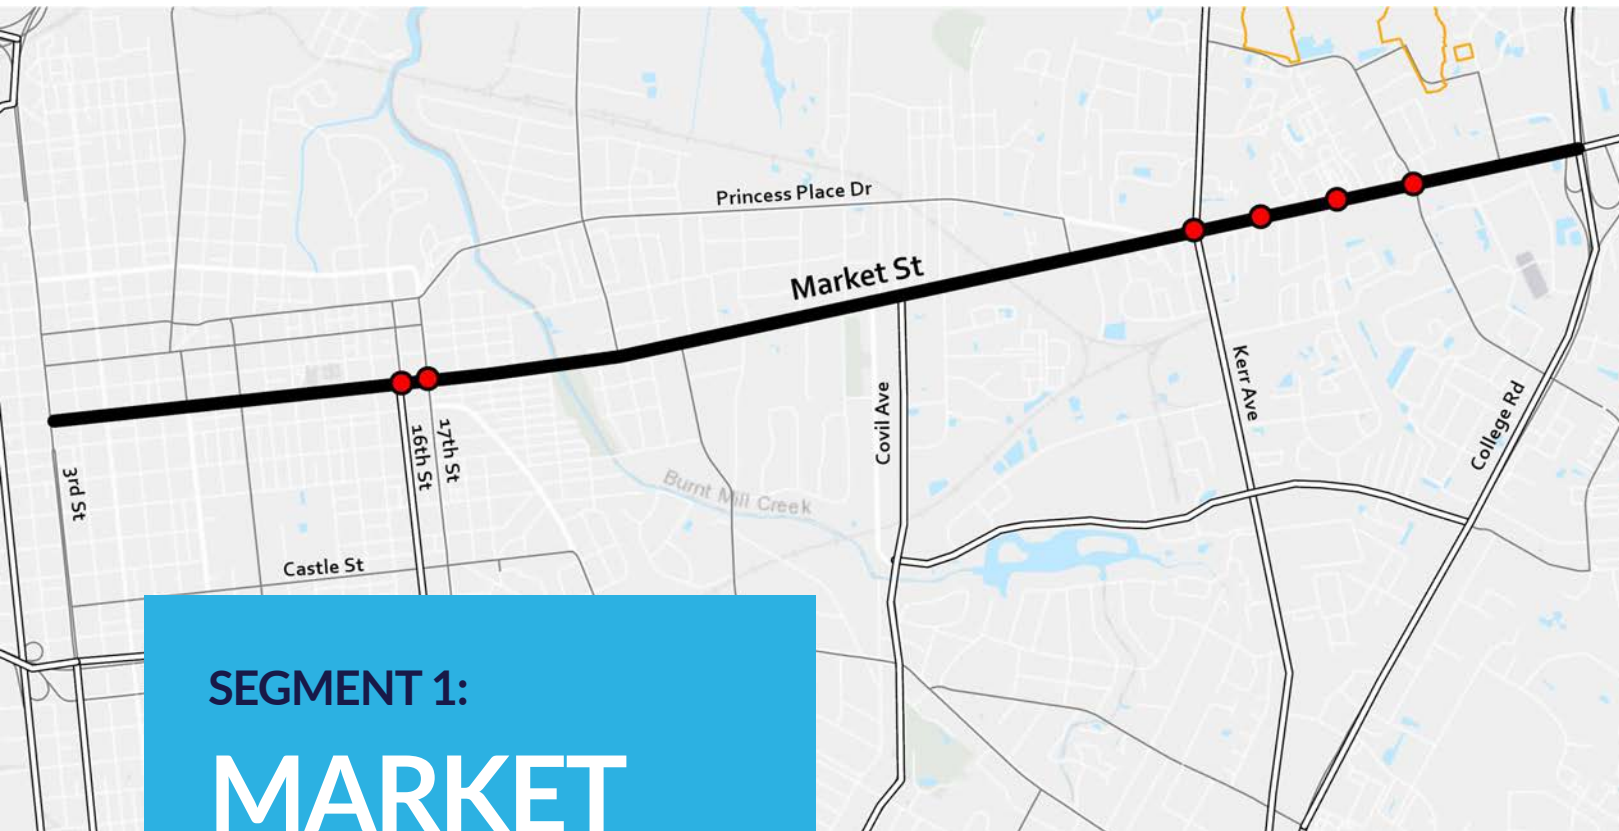 Princess Place Dr
Market St
Kerr Ave
College Rd
Covil Ave
17th St
16th St
3rd St
Burnt Mill Creek
Castle St
SEGMENT 1:
MARKET